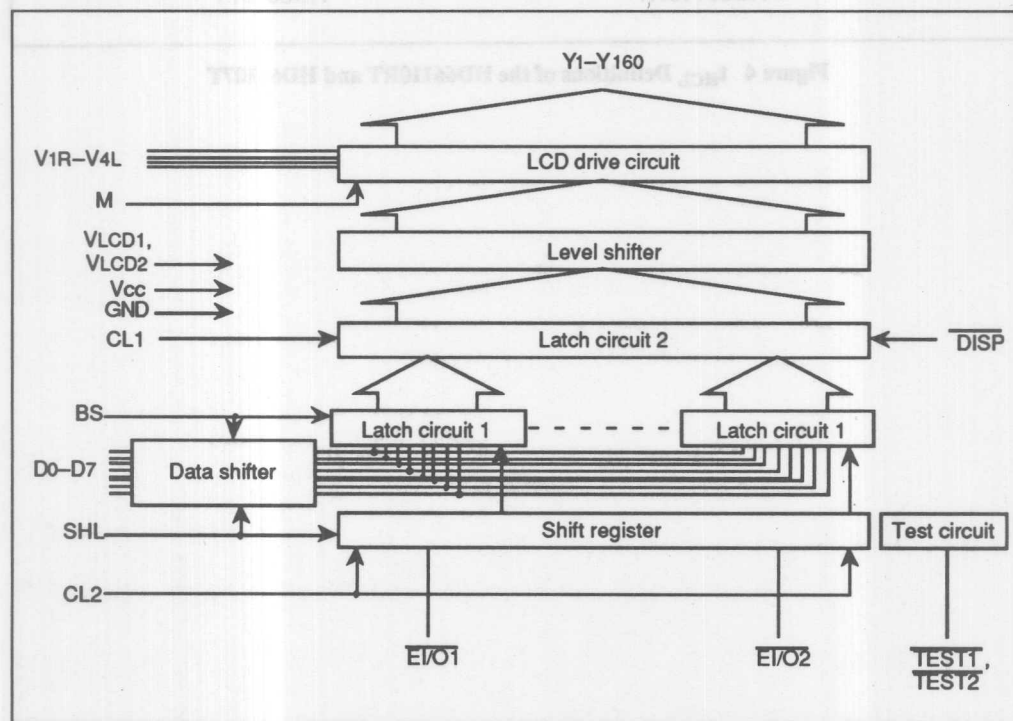 Y1–Y160
V1R–V4L
LCD drive circuit
M
VLCD1,
VLCD2
Level shifter
Vcc
GND
CL1
Latch circuit 2
DISP
BS
Latch circuit 1
Latch circuit 1
D0–D7
Data shifter
SHL
Shift register
Test circuit
CL2
EI/O1
EI/O2
TEST1,
TEST2